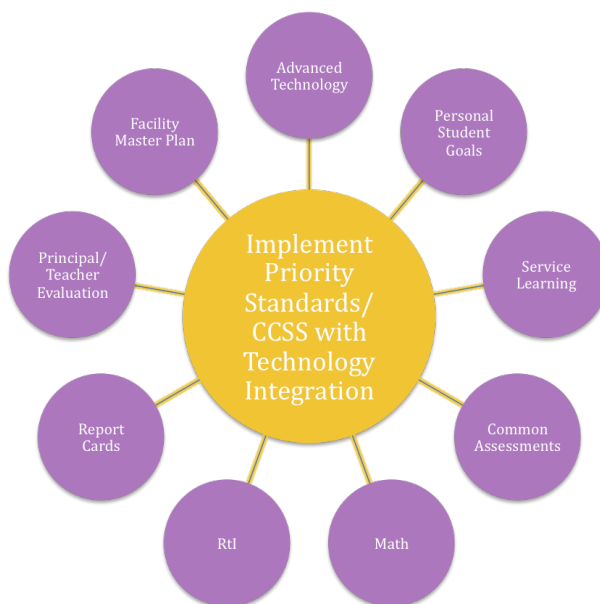 Advanced
Technology
Personal
Student
Goals
Service
Learning
Common
Assessments
Math
RtI
Report
Cards
Principal/
Teacher
Evaluation
Facility
Master Plan
Implement
Priority
Standards/
CCSS with
Technology
Integration